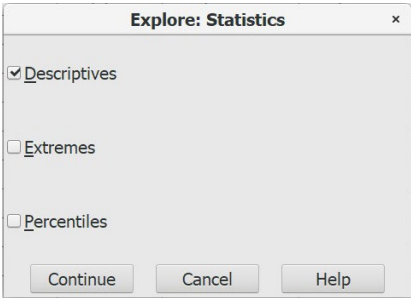 Explore: Statistics ×
Descriptives
Extremes
Percentiles
Continue Cancel Help